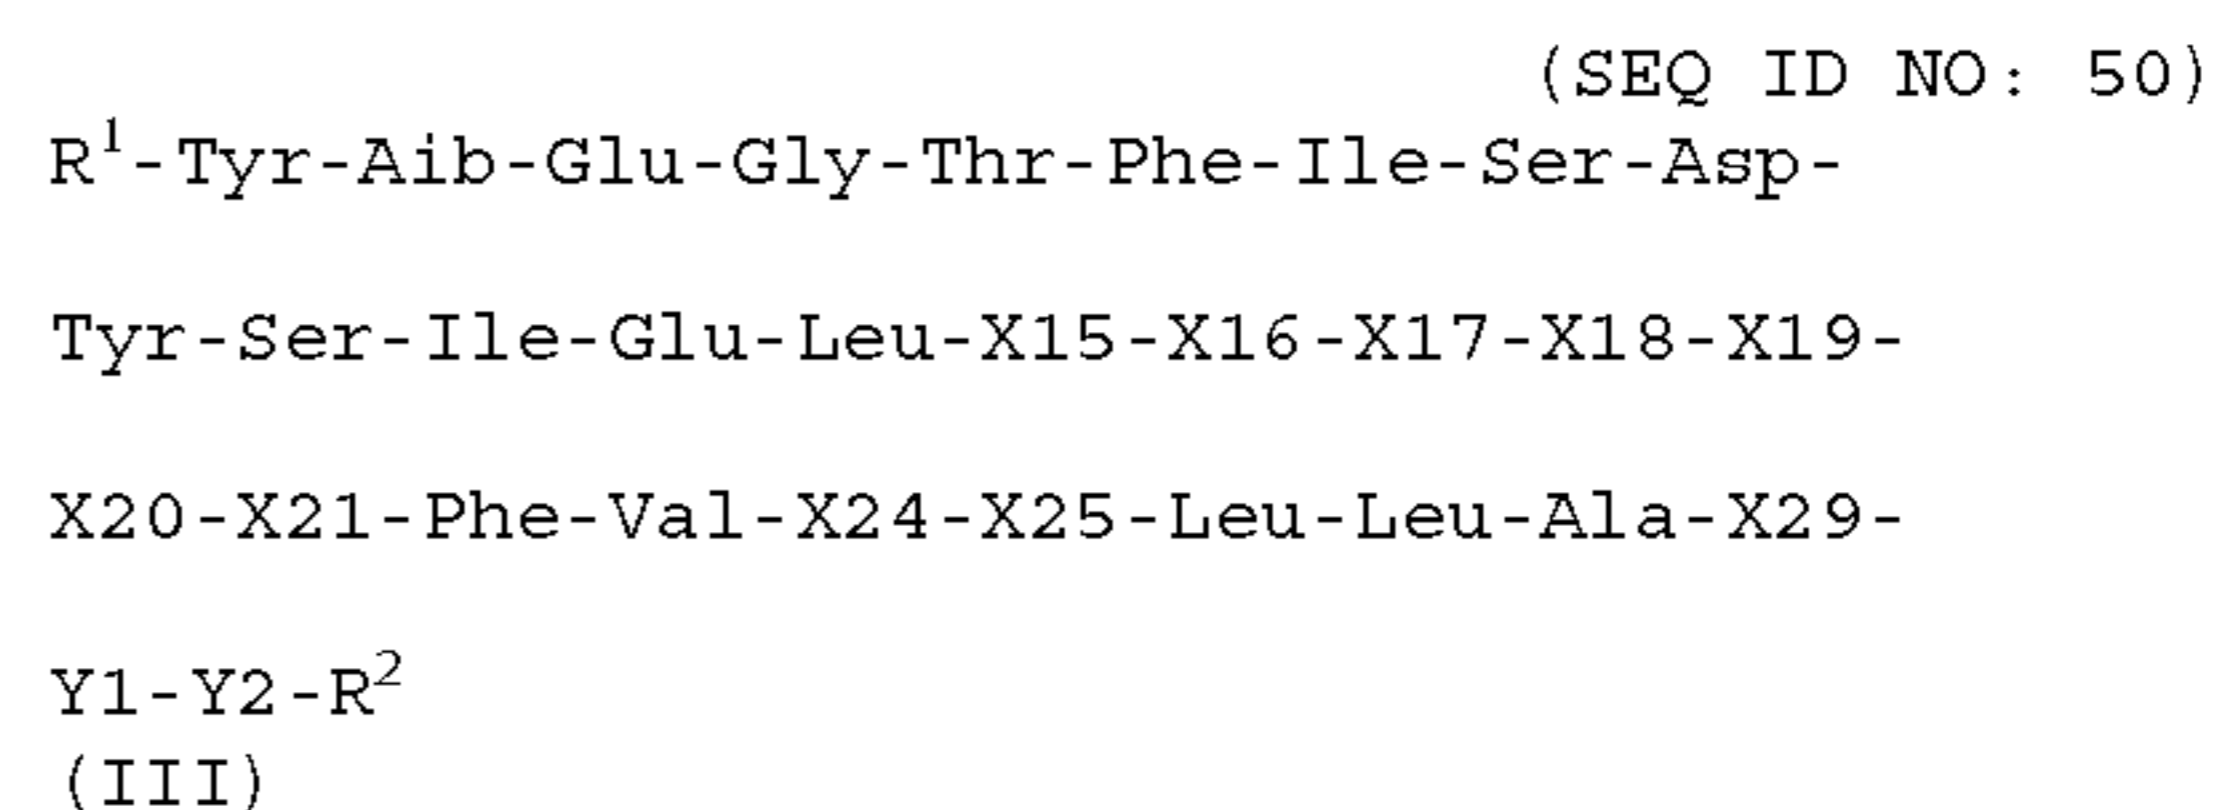 (SEQ ID NO: 50)
R¹-Tyr-Aib-Glu-Gly-Thr-Phe-Ile-Ser-Asp-
Tyr-Ser-Ile-Glu-Leu-X15-X16-X17-X18-X19-
X20-X21-Phe-Val-X24-X25-Leu-Leu-Ala-X29-
Y1-Y2-R²
(III)